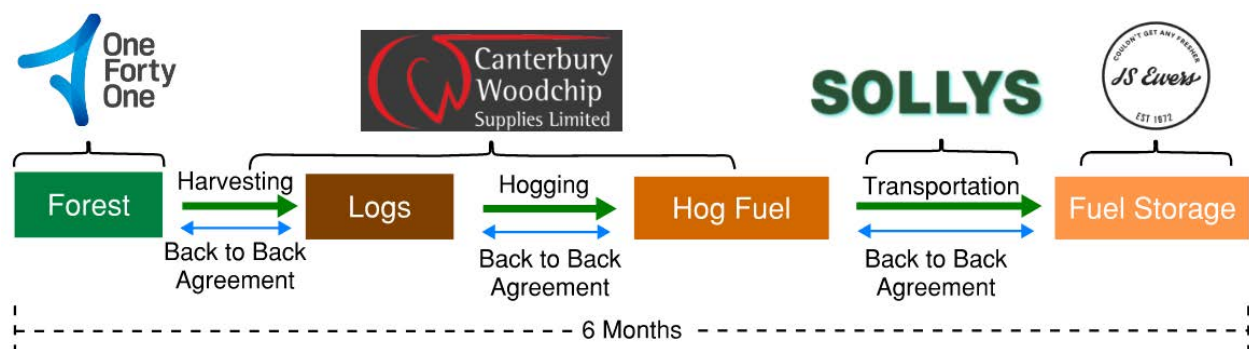 One
Forty
One
Canterbury
Woodchip
Supplies Limited
SOLLYS
COULDN'T GET ANY FRESHER
JS Ewers
EST 1972
Forest
Harvesting
Back to Back
Agreement
Logs
Hogging
Back to Back
Agreement
Hog Fuel
Transportation
Back to Back
Agreement
Fuel Storage
6 Months